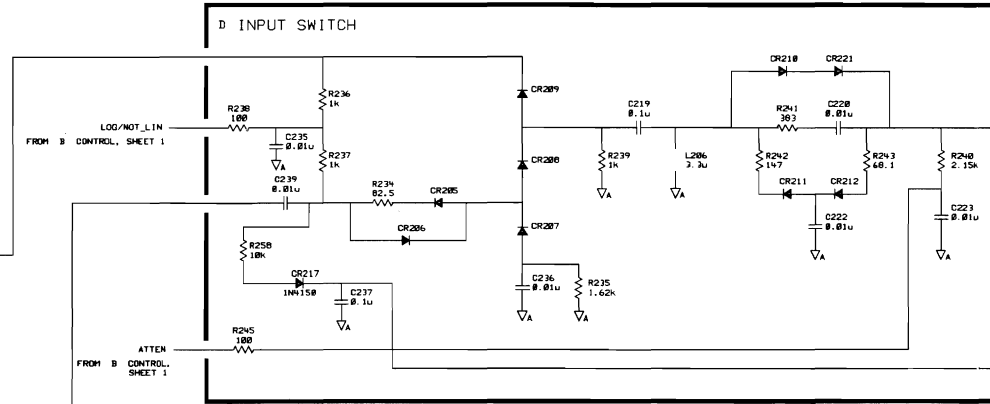 D INPUT SWITCH
CR210
CR221
R236
1k
CR209
R238
100
C219
0.1u
R241
383
C220
0.01u
LOG/NOT_LIN
FROM B CONTROL, SHEET 1
C235
0.01u
A
R237
1k
CR208
R239
1k
A
L206
3.3u
A
R242
147
R243
68.1
R240
2.15k
C239
0.01u
R234
82.5
CR205
CR211
CR212
CR206
CR207
C222
0.01u
A
C223
0.01u
A
R258
10k
CR217
1N4150
C237
0.1u
A
C236
0.01u
A
R235
1.62k
A
R245
100
ATTEN
FROM B CONTROL,
SHEET 1